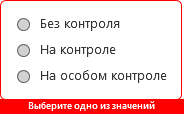 Без контроля
На контроле
На особом контроле
Выберите одно из значений